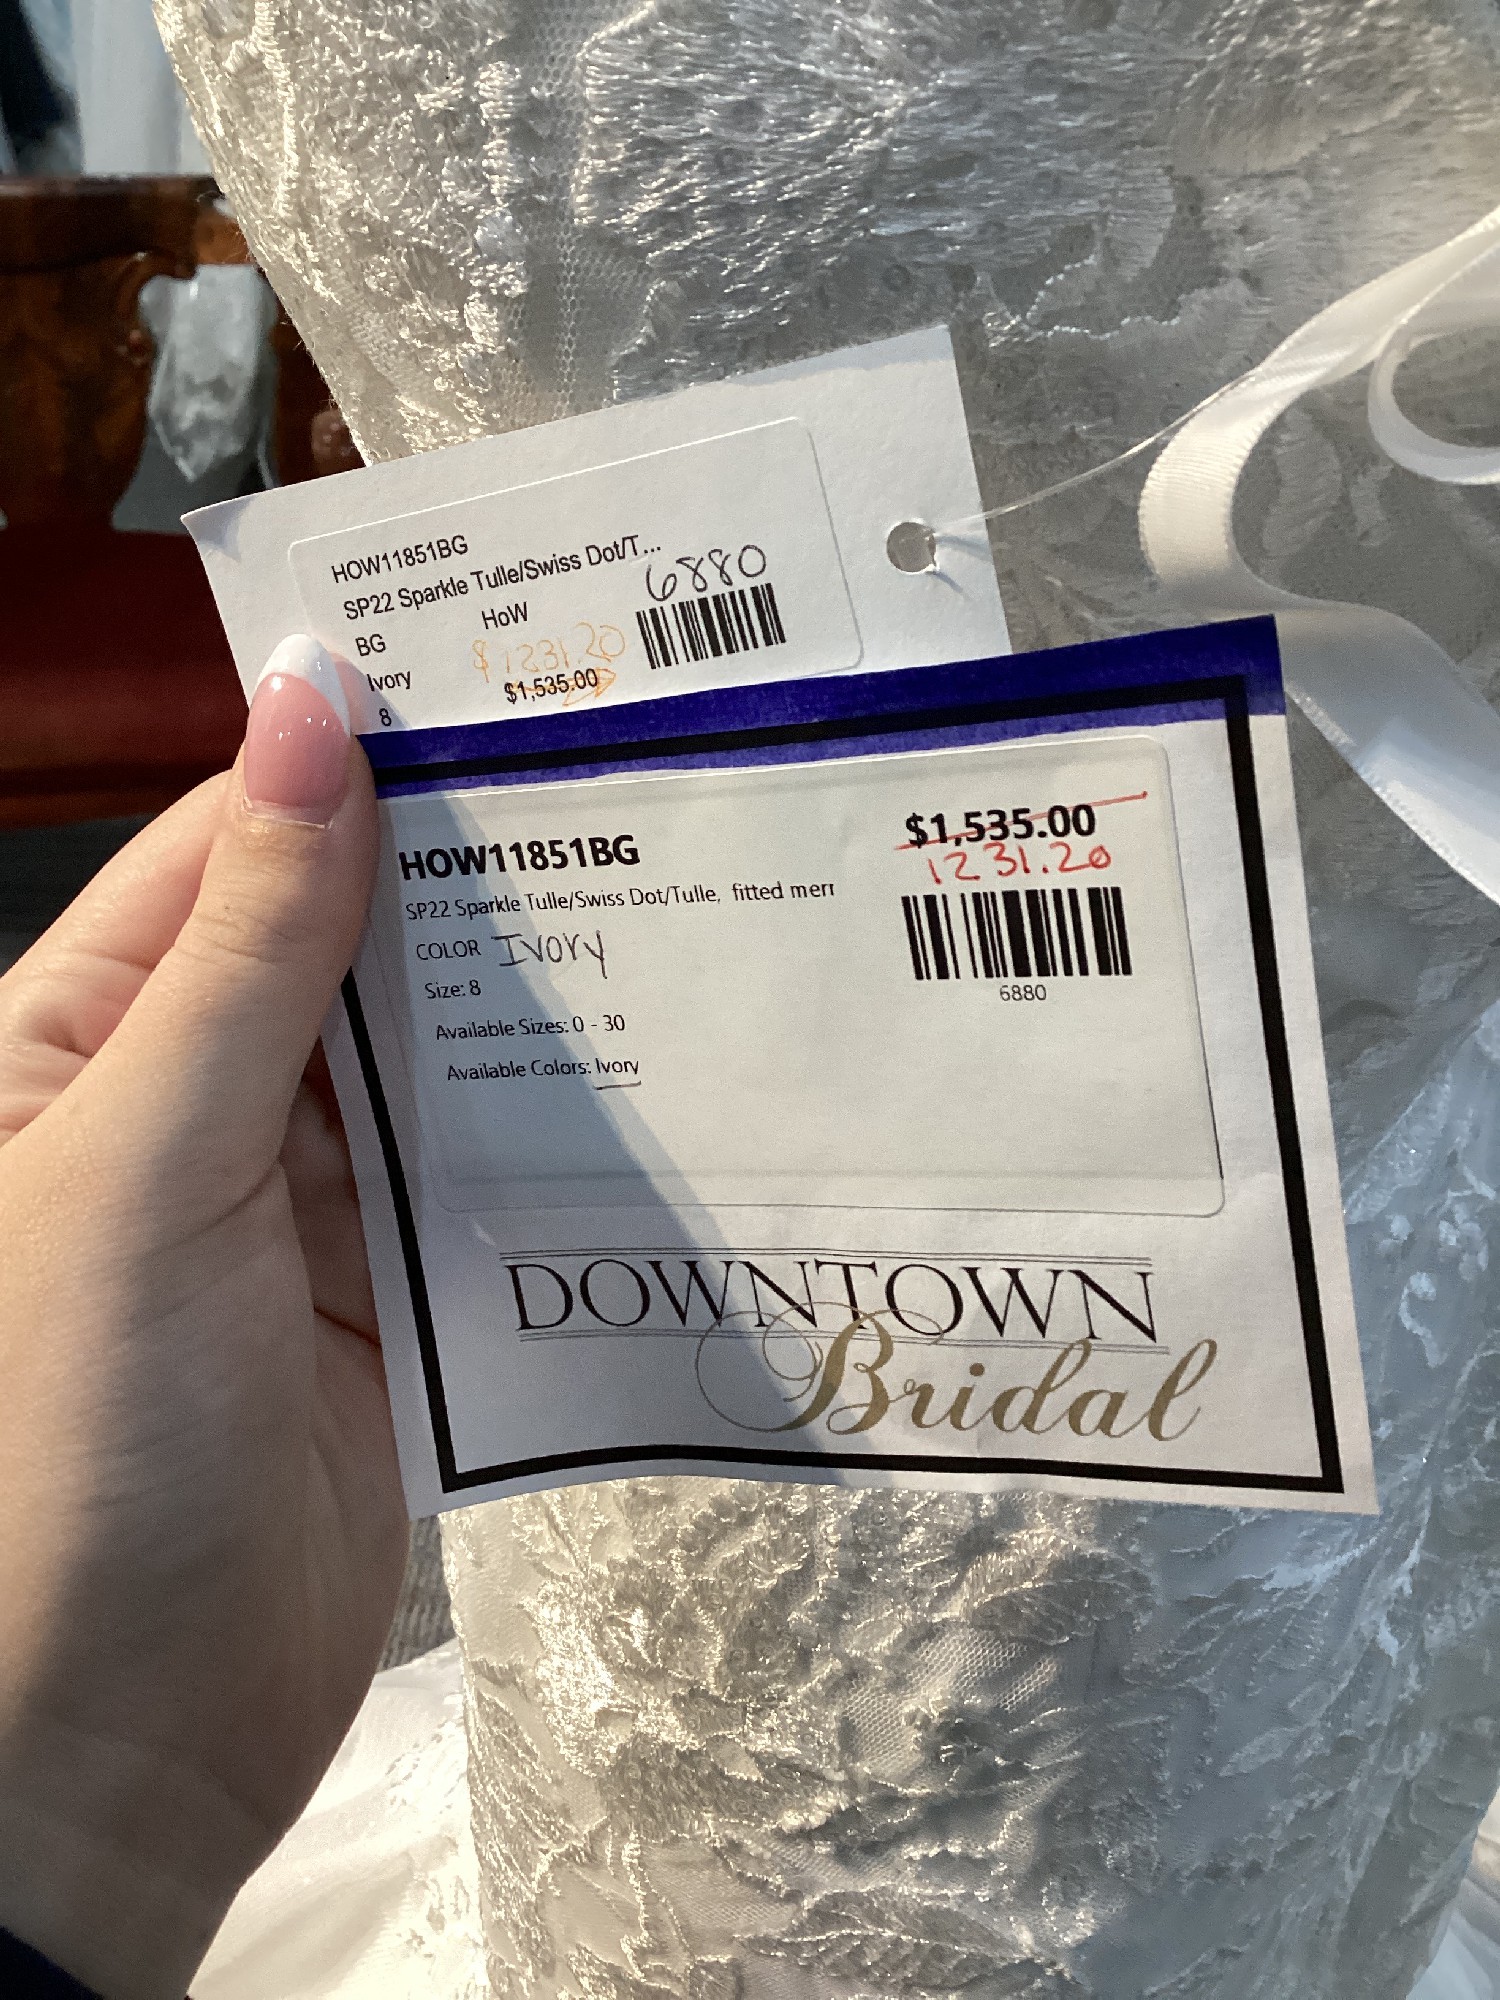 HOW11851BG
SP22 Sparkle Tulle/Swiss Dot/T...
6880
BG HoW
$1231.20
Ivory $1,535.00
8
$1,535.00
1231.20
HOW11851BG
SP22 Sparkle Tulle/Swiss Dot/Tulle, fitted merr
COLOR IVORY
Size: 8
6880
Available Sizes: 0 - 30
Available Colors: Ivory
DOWNTOWN
Bridal